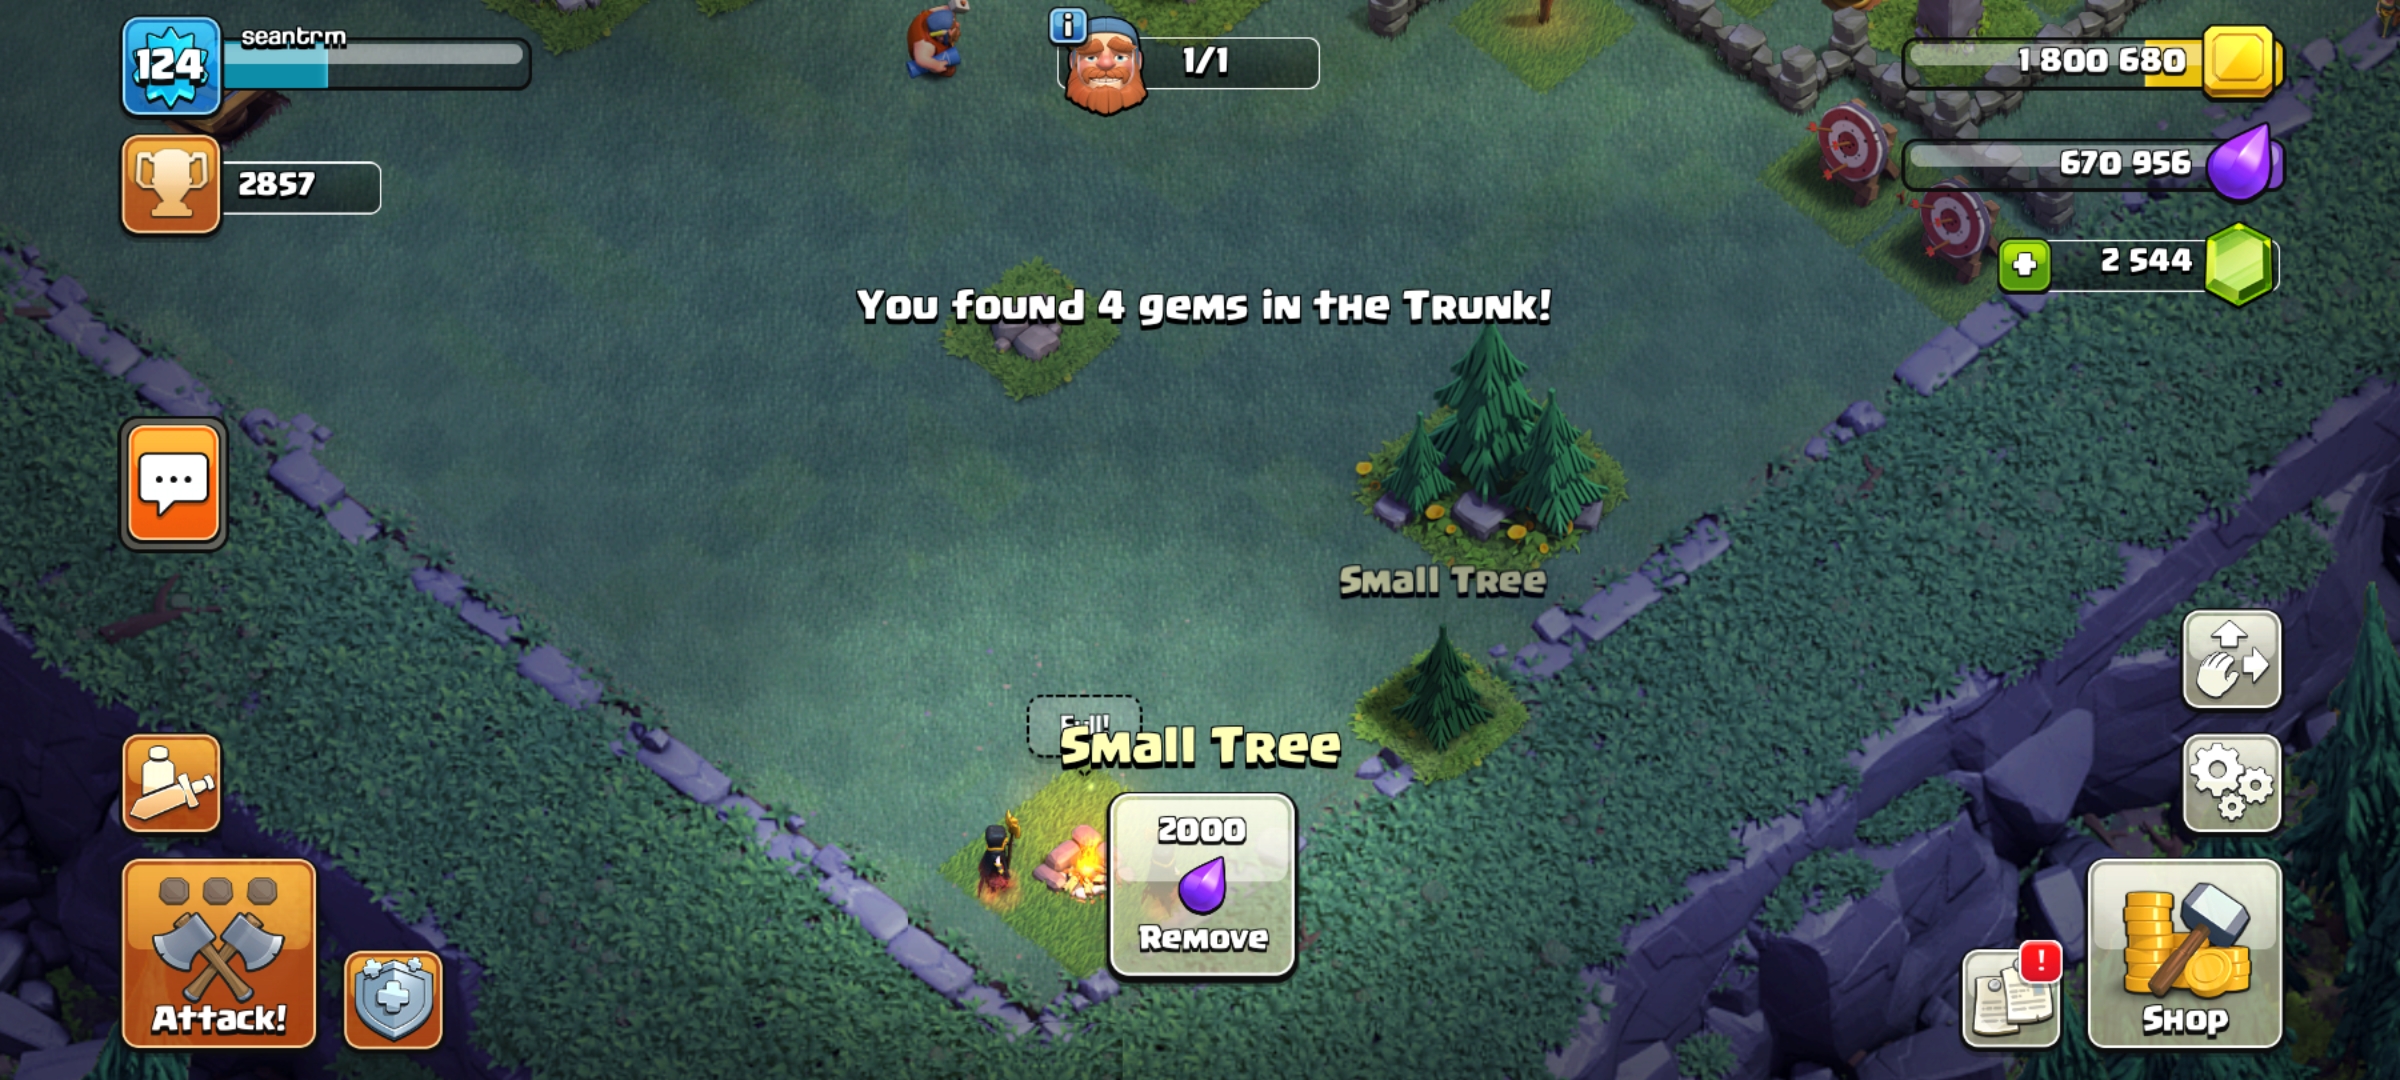 124
seantrm
1/1
1 800 680
2857
670 956
2 544
You found 4 gems in the Trunk!
Small Tree
Full!
Small Tree
2000
Remove
Attack!
!
Shop